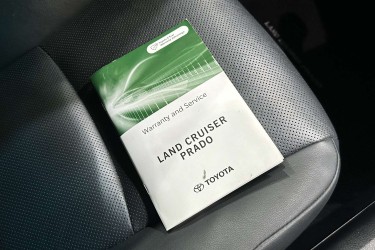 Warranty and Service
LAND CRUISER
PRADO
TOYOTA